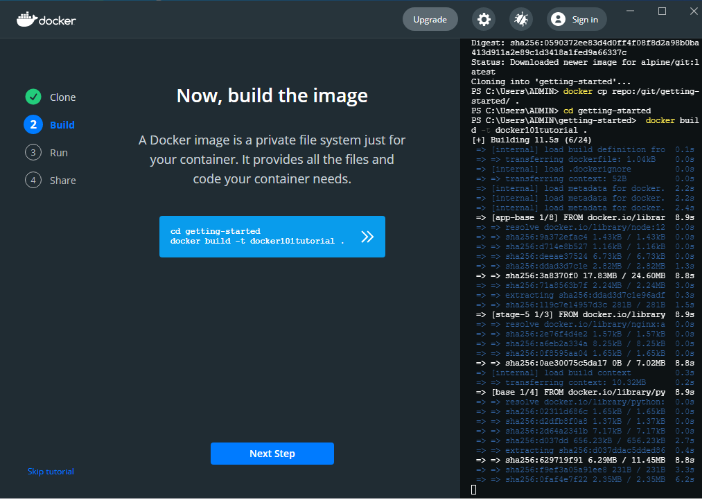 docker
Upgrade
Sign in
Clone
2 Build
3 Run
4 Share
Now, build the image
A Docker image is a private file system just for
your container. It provides all the files and
code your container needs.
cd getting-started
docker build -t docker101tutorial .
Next Step
Skip tutorial
Digest: sha256:0590372ee83d4d0ff4f08f8d2a98b0ba
413d911a2e89c1d3418a1fed9a66337c
Status: Downloaded newer image for alpine/git:l
atest
Cloning into 'getting-started'...
PS C:\Users\ADMIN> docker cp repo:/git/getting-
started/ .
PS C:\Users\ADMIN> cd getting-started
PS C:\Users\ADMIN\getting-started> docker buil
d -t docker101tutorial .
[+] Building 11.5s (6/24)
=> [internal] load build definition fro 0.1s
=> => transferring dockerfile: 1.04kB 0.0s
=> [internal] load .dockerignore 0.0s
=> => transferring context: 52B 0.0s
=> [internal] load metadata for docker. 2.2s
=> [internal] load metadata for docker. 2.2s
=> [internal] load metadata for docker. 2.4s
=> [app-base 1/8] FROM docker.io/librar 8.9s
=> => resolve docker.io/library/node:12 0.0s
=> => sha256:9a372efac4 1.43kB / 1.43kB 0.0s
=> => sha256:d714e8b527 1.16kB / 1.16kB 0.0s
=> => sha256:deeae37524 6.73kB / 6.73kB 0.0s
=> => sha256:ddad3d7c1e 2.82MB / 2.82MB 1.3s
=> => sha256:3a8370f0 17.83MB / 24.60MB 8.8s
=> => sha256:71a8563b7f 2.24MB / 2.24MB 3.0s
=> => extracting sha256:ddad3d7c1e96adf 0.3s
=> => sha256:119c7e14957d3c 281B / 281B 1.5s
=> [stage-5 1/3] FROM docker.io/library 8.9s
=> => resolve docker.io/library/nginx:a 0.0s
=> => sha256:2e76f4d4e2 1.57kB / 1.57kB 0.0s
=> => sha256:a6eb2a334a 8.25kB / 8.25kB 0.0s
=> => sha256:0f8595aa04 1.65kB / 1.65kB 0.0s
=> => sha256:0ae30075c5da17 0B / 7.02MB 8.8s
=> [internal] load build context 0.3s
=> => transferring context: 10.32MB 0.2s
=> [base 1/4] FROM docker.io/library/py 8.9s
=> => resolve docker.io/library/python: 0.0s
=> => sha256:02311d686c 1.65kB / 1.65kB 0.0s
=> => sha256:d2dfb8f0a5 1.37kB / 1.37kB 0.0s
=> => sha256:2d64a2341b 7.17kB / 7.17kB 0.0s
=> => sha256:d037dd 656.23kB / 656.23kB 2.7s
=> => extracting sha256:d037ddac5dded86 0.4s
=> => sha256:629719f91 6.29MB / 11.45MB 8.8s
=> => sha256:f9ef3a05a91ee8 231B / 231B 3.3s
=> => sha256:0faf4e7f22 2.35MB / 2.35MB 6.2s